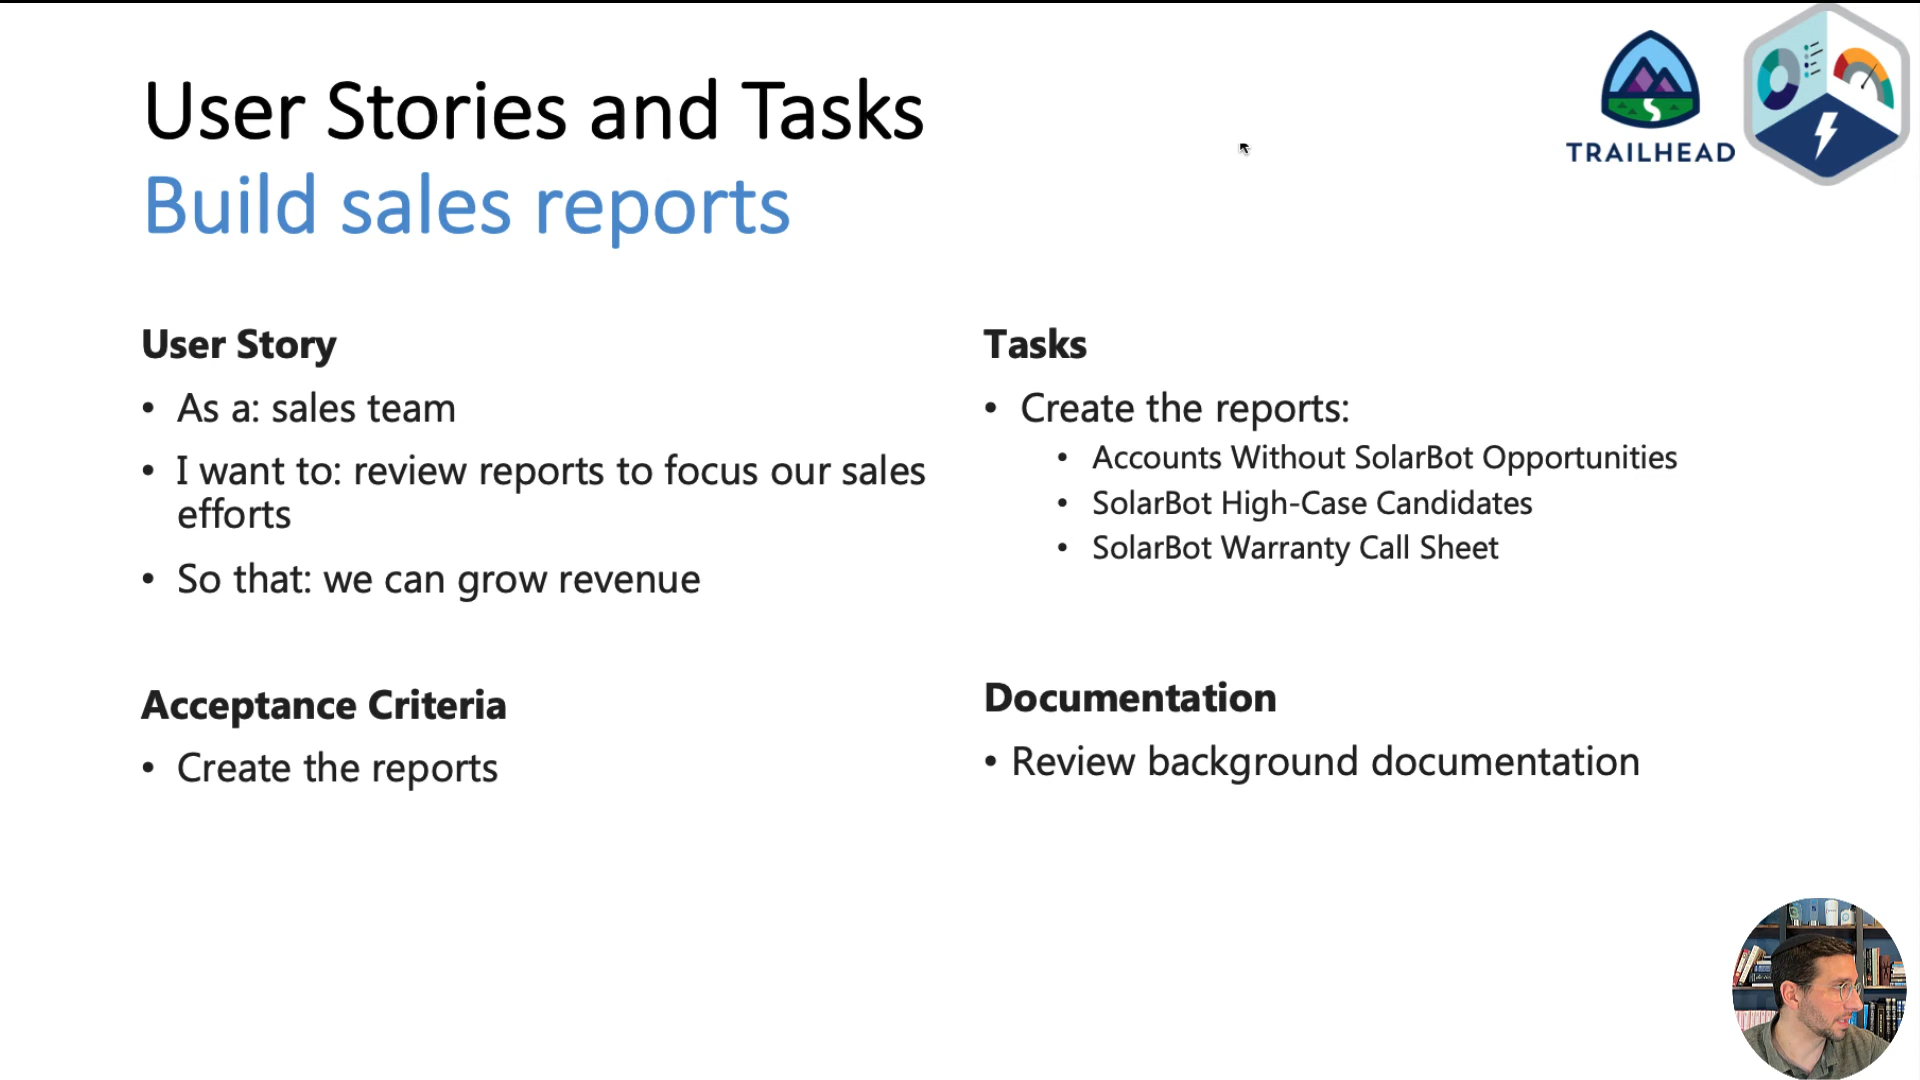 User Stories and Tasks
Build sales reports
TRAILHEAD
User Story
• As a: sales team
• I want to: review reports to focus our sales
efforts
• So that: we can grow revenue
Acceptance Criteria
• Create the reports
Tasks
• Create the reports:
• Accounts Without SolarBot Opportunities
• SolarBot High-Case Candidates
• SolarBot Warranty Call Sheet
Documentation
• Review background documentation